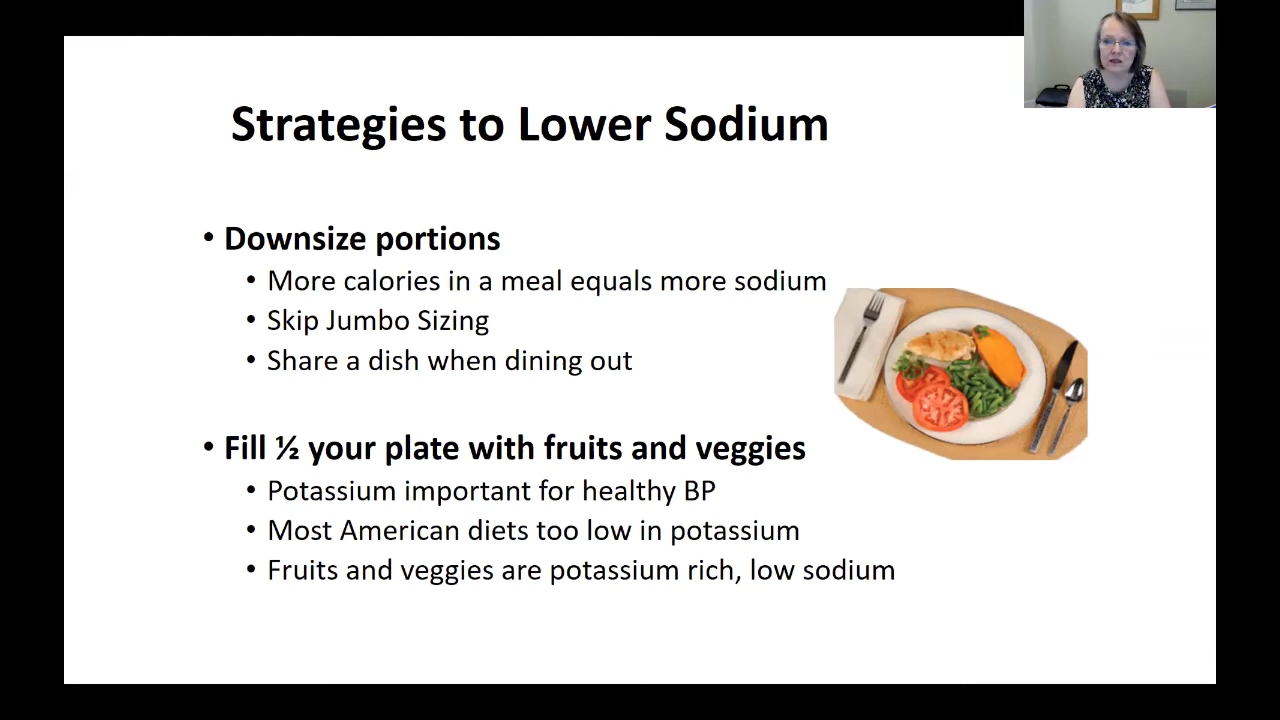 Strategies to Lower Sodium
• Downsize portions
• More calories in a meal equals more sodium
• Skip Jumbo Sizing
• Share a dish when dining out
• Fill ½ your plate with fruits and veggies
• Potassium important for healthy BP
• Most American diets too low in potassium
• Fruits and veggies are potassium rich, low sodium